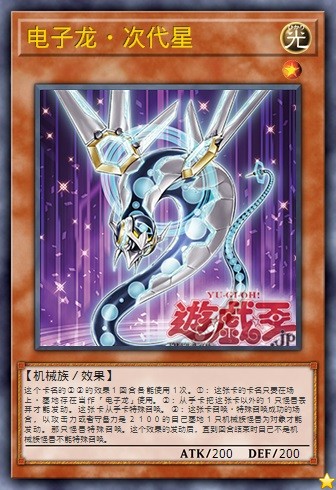 电子龙・次代星
光
YU-GI-OH!
遊戯王
.JP
【机械族／效果】
这个卡名的②③的效果1回合各能使用1次。①：这张卡的卡名只要在场
上・墓地存在当作「电子龙」使用。②：从手卡把这张卡以外的1只怪兽丢
弃才能发动。这张卡从手卡特殊召唤。③：这张卡召唤・特殊召唤成功的场
合，以攻击力或者守备力是2100的自己墓地1只机械族怪兽为对象才能
发动。那只怪兽特殊召唤。这个效果的发动后，直到回合结束时自己不是机
械族怪兽不能特殊召唤。
ATK/200 DEF/200